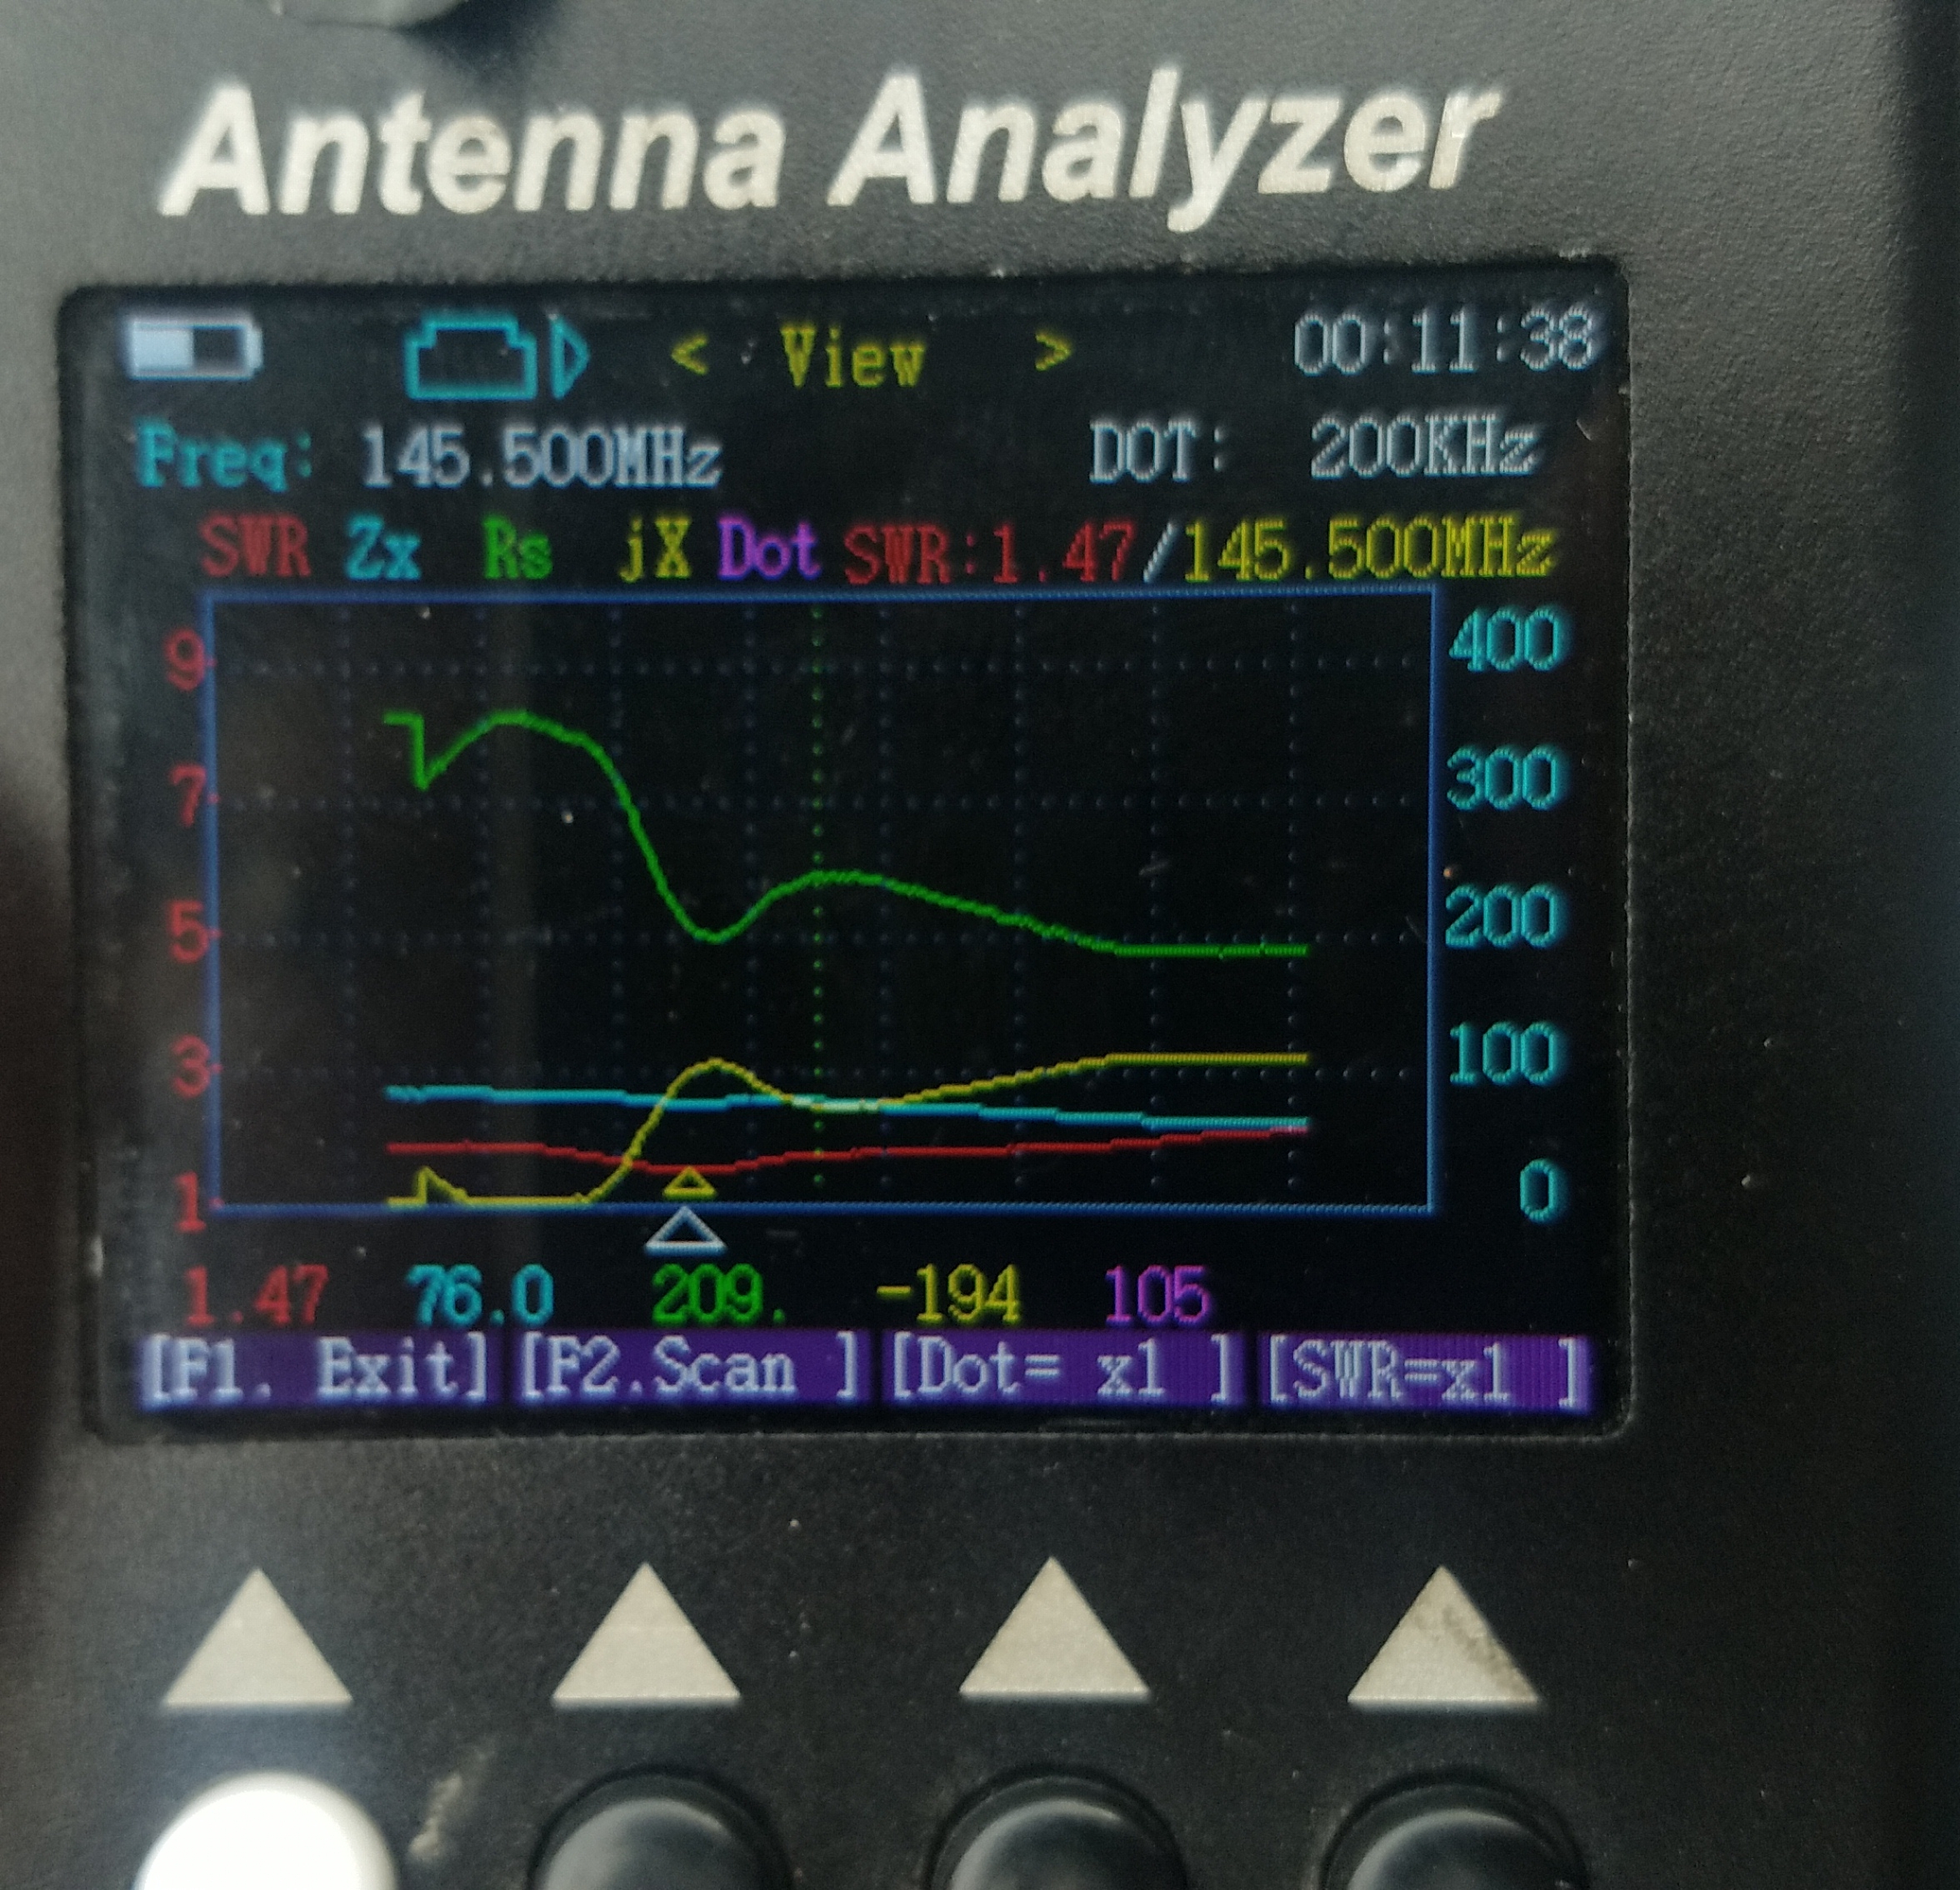 Antenna Analyzer
< View > 00:11:38
Freq: 145.500MHz DOT: 200KHz
SWR Zx Rs jX Dot SWR:1.47/145.500MHz
9 400
7 300
5 200
3 100
1 0
1.47 76.0 209. -194 105
[F1. Exit] [F2.Scan ] [Dot= x1 ] [SWR=x1 ]